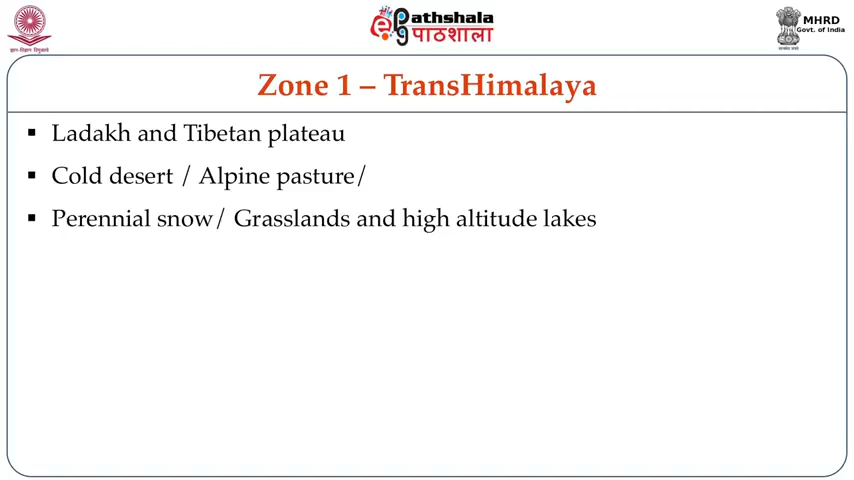 ePgPathshala
पाठशाला
MHRD
Govt. of India
Zone 1 – TransHimalaya
▪ Ladakh and Tibetan plateau
▪ Cold desert / Alpine pasture/
▪ Perennial snow/ Grasslands and high altitude lakes